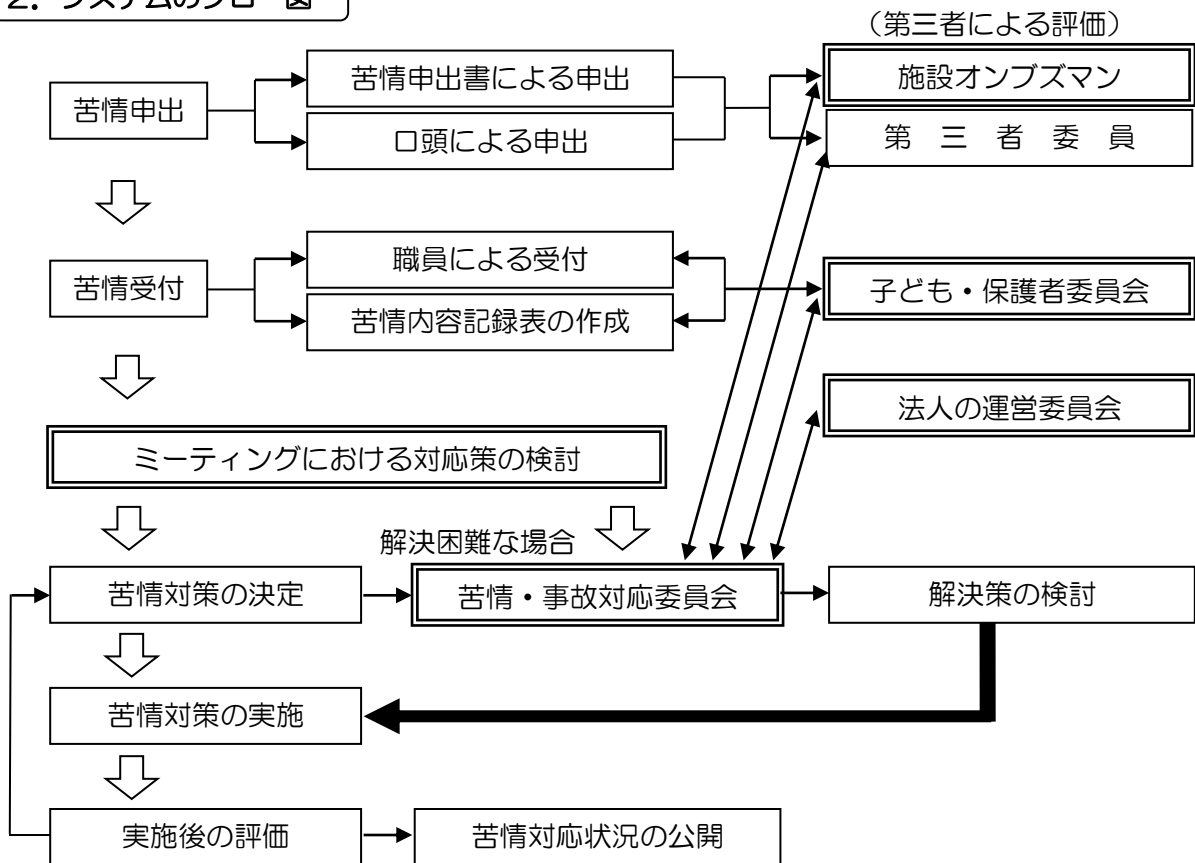 2．システムのフロー図
（第三者による評価）
苦情申出
苦情申出書による申出
口頭による申出
施設オンブズマン
第三者委員
苦情受付
職員による受付
苦情内容記録表の作成
子ども・保護者委員会
法人の運営委員会
ミーティングにおける対応策の検討
解決困難な場合
苦情対策の決定
苦情・事故対応委員会
解決策の検討
苦情対策の実施
実施後の評価
苦情対応状況の公開